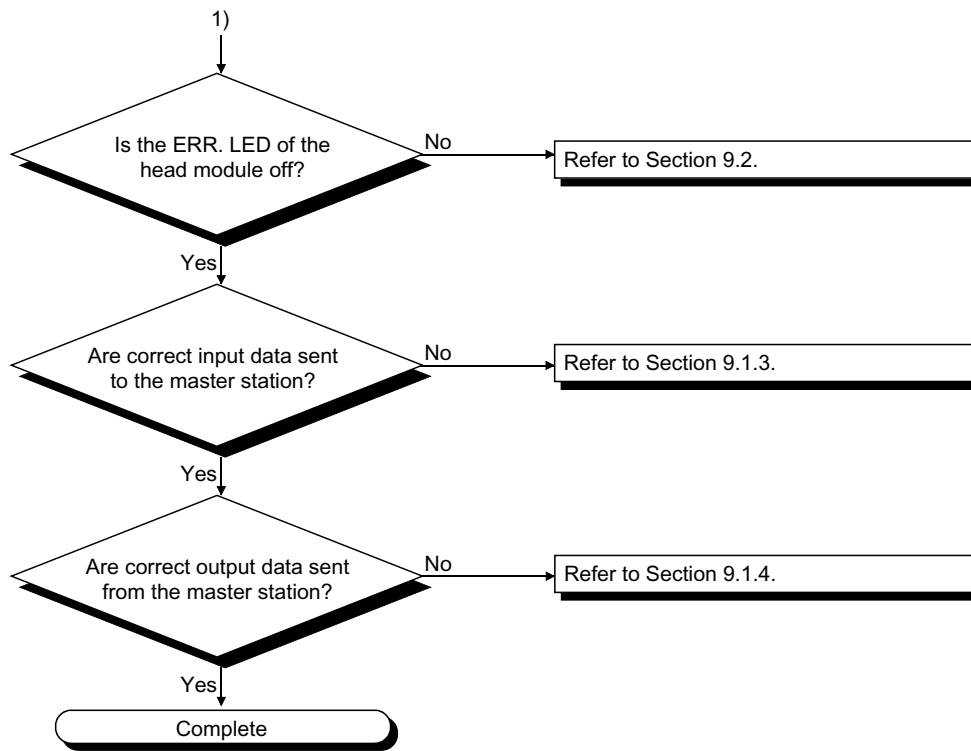 1)
Is the ERR. LED of the
head module off?
No
Refer to Section 9.2.
Yes
Are correct input data sent
to the master station?
No
Refer to Section 9.1.3.
Yes
Are correct output data sent
from the master station?
No
Refer to Section 9.1.4.
Yes
Complete